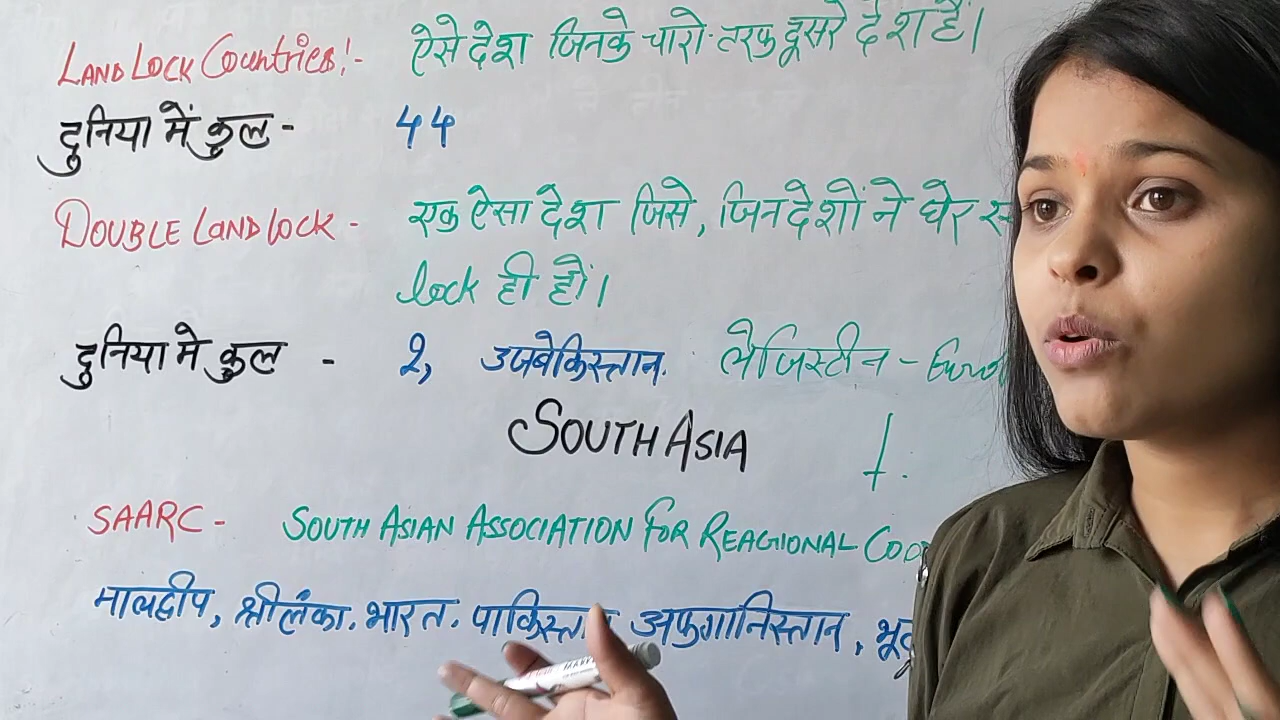 LAND LOCK Countries!- ऐसे देश जिनके चारो तरफ दूसरे देश हैं।
दुनिया में कुल - 44
DOUBLE LAND LOCK - एक ऐसा देश जिसे, जिन देशों ने घेर
lock ही हों।
दुनिया मे कुल - 2, उजबेकिस्तान. लेजिस्टीन -
SOUTH ASIA
SAARC - SOUTH ASIAN ASSOCIATION FOR REAGIONAL
मालद्वीप, श्रीलंका. भारत. अफगानिस्तान,